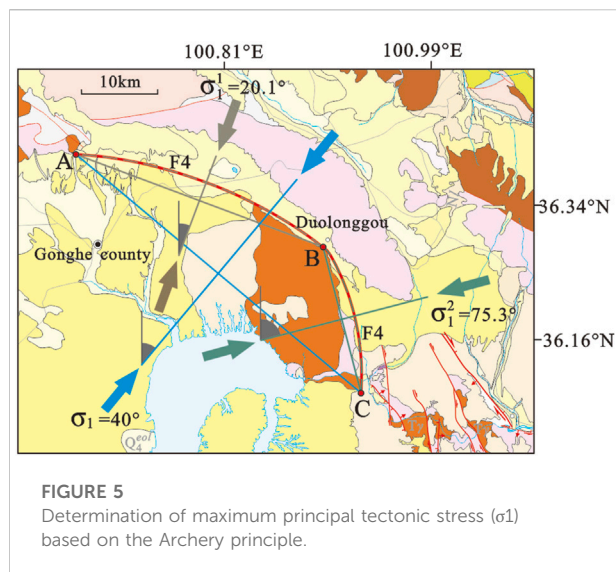 100.81°E 100.99°E
10km
σ₁¹=20.1°
A
F4
Duolonggou
36.34°N
Gonghe county
B
σ₁²=75.3°
F4
36.16°N
σ₁=40°
C
Q₄ᵉᵒˡ
FIGURE 5
Determination of maximum principal tectonic stress (σ1)
based on the Archery principle.